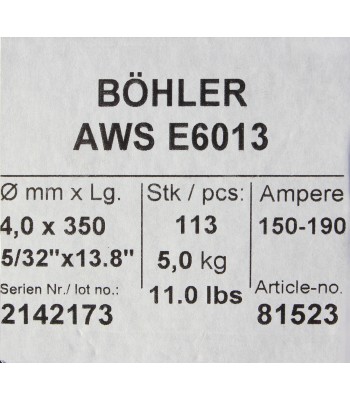 BÖHLER
AWS E6013
Ø mm x Lg.
4,0 x 350
5/32"x13.8"
Serien Nr./ lot no.:
2142173
Stk / pcs:
113
5,0 kg
11.0 lbs
Ampere
150-190
Article-no.
81523